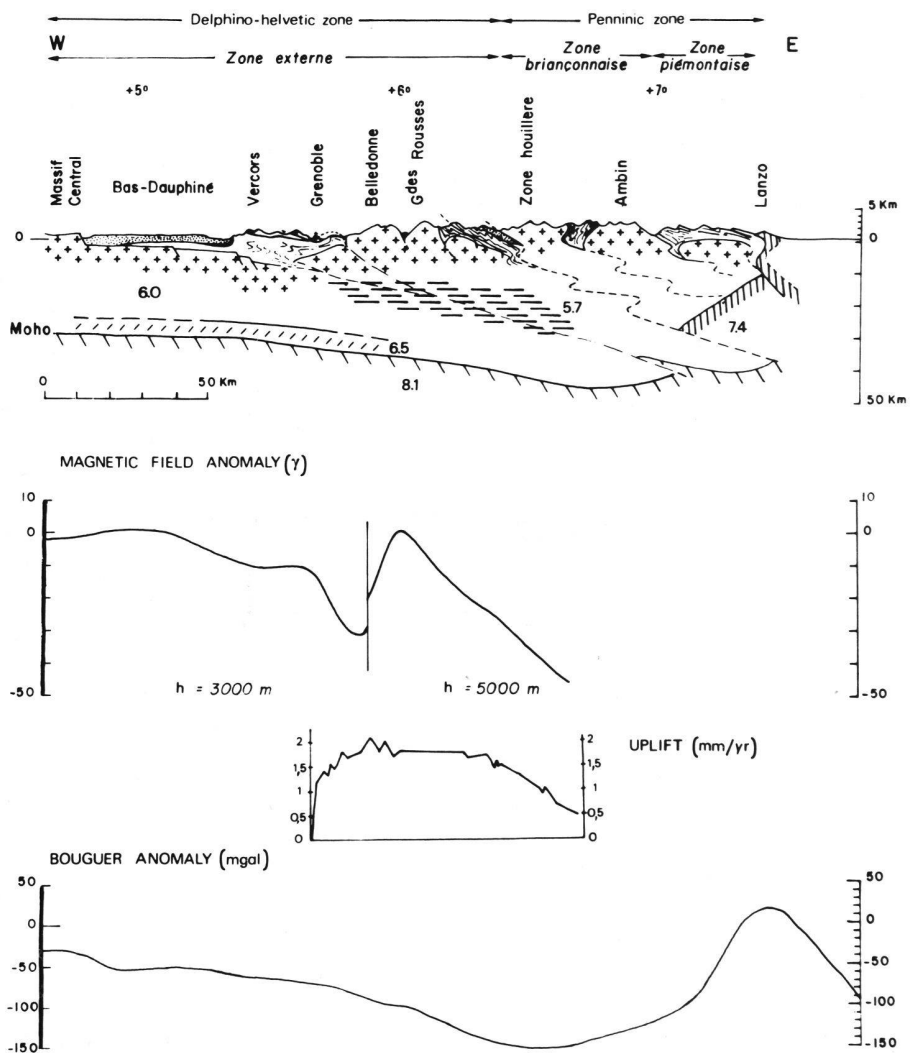 Delphino-helvetic zone
Penninic zone
W
E
Zone externe
Zone briançonnaise
Zone piémontaise
+5º
+6º
+7º
Massif Central
Bas-Dauphiné
Vercors
Grenoble
Belledonne
Gdes Rousses
Zone houillere
Ambin
Lanzo
5 Km
0
0
6.0
5.7
7.4
Moho
6.5
8.1
0
50 Km
50 Km
MAGNETIC FIELD ANOMALY (γ)
10
10
0
0
-50
-50
h = 3000 m
h = 5000 m
UPLIFT (mm/yr)
2
2
1,5
1,5
1
1
0,5
0,5
0
0
BOUGUER ANOMALY (mgal)
50
50
0
0
-50
-50
-100
-100
-150
-150